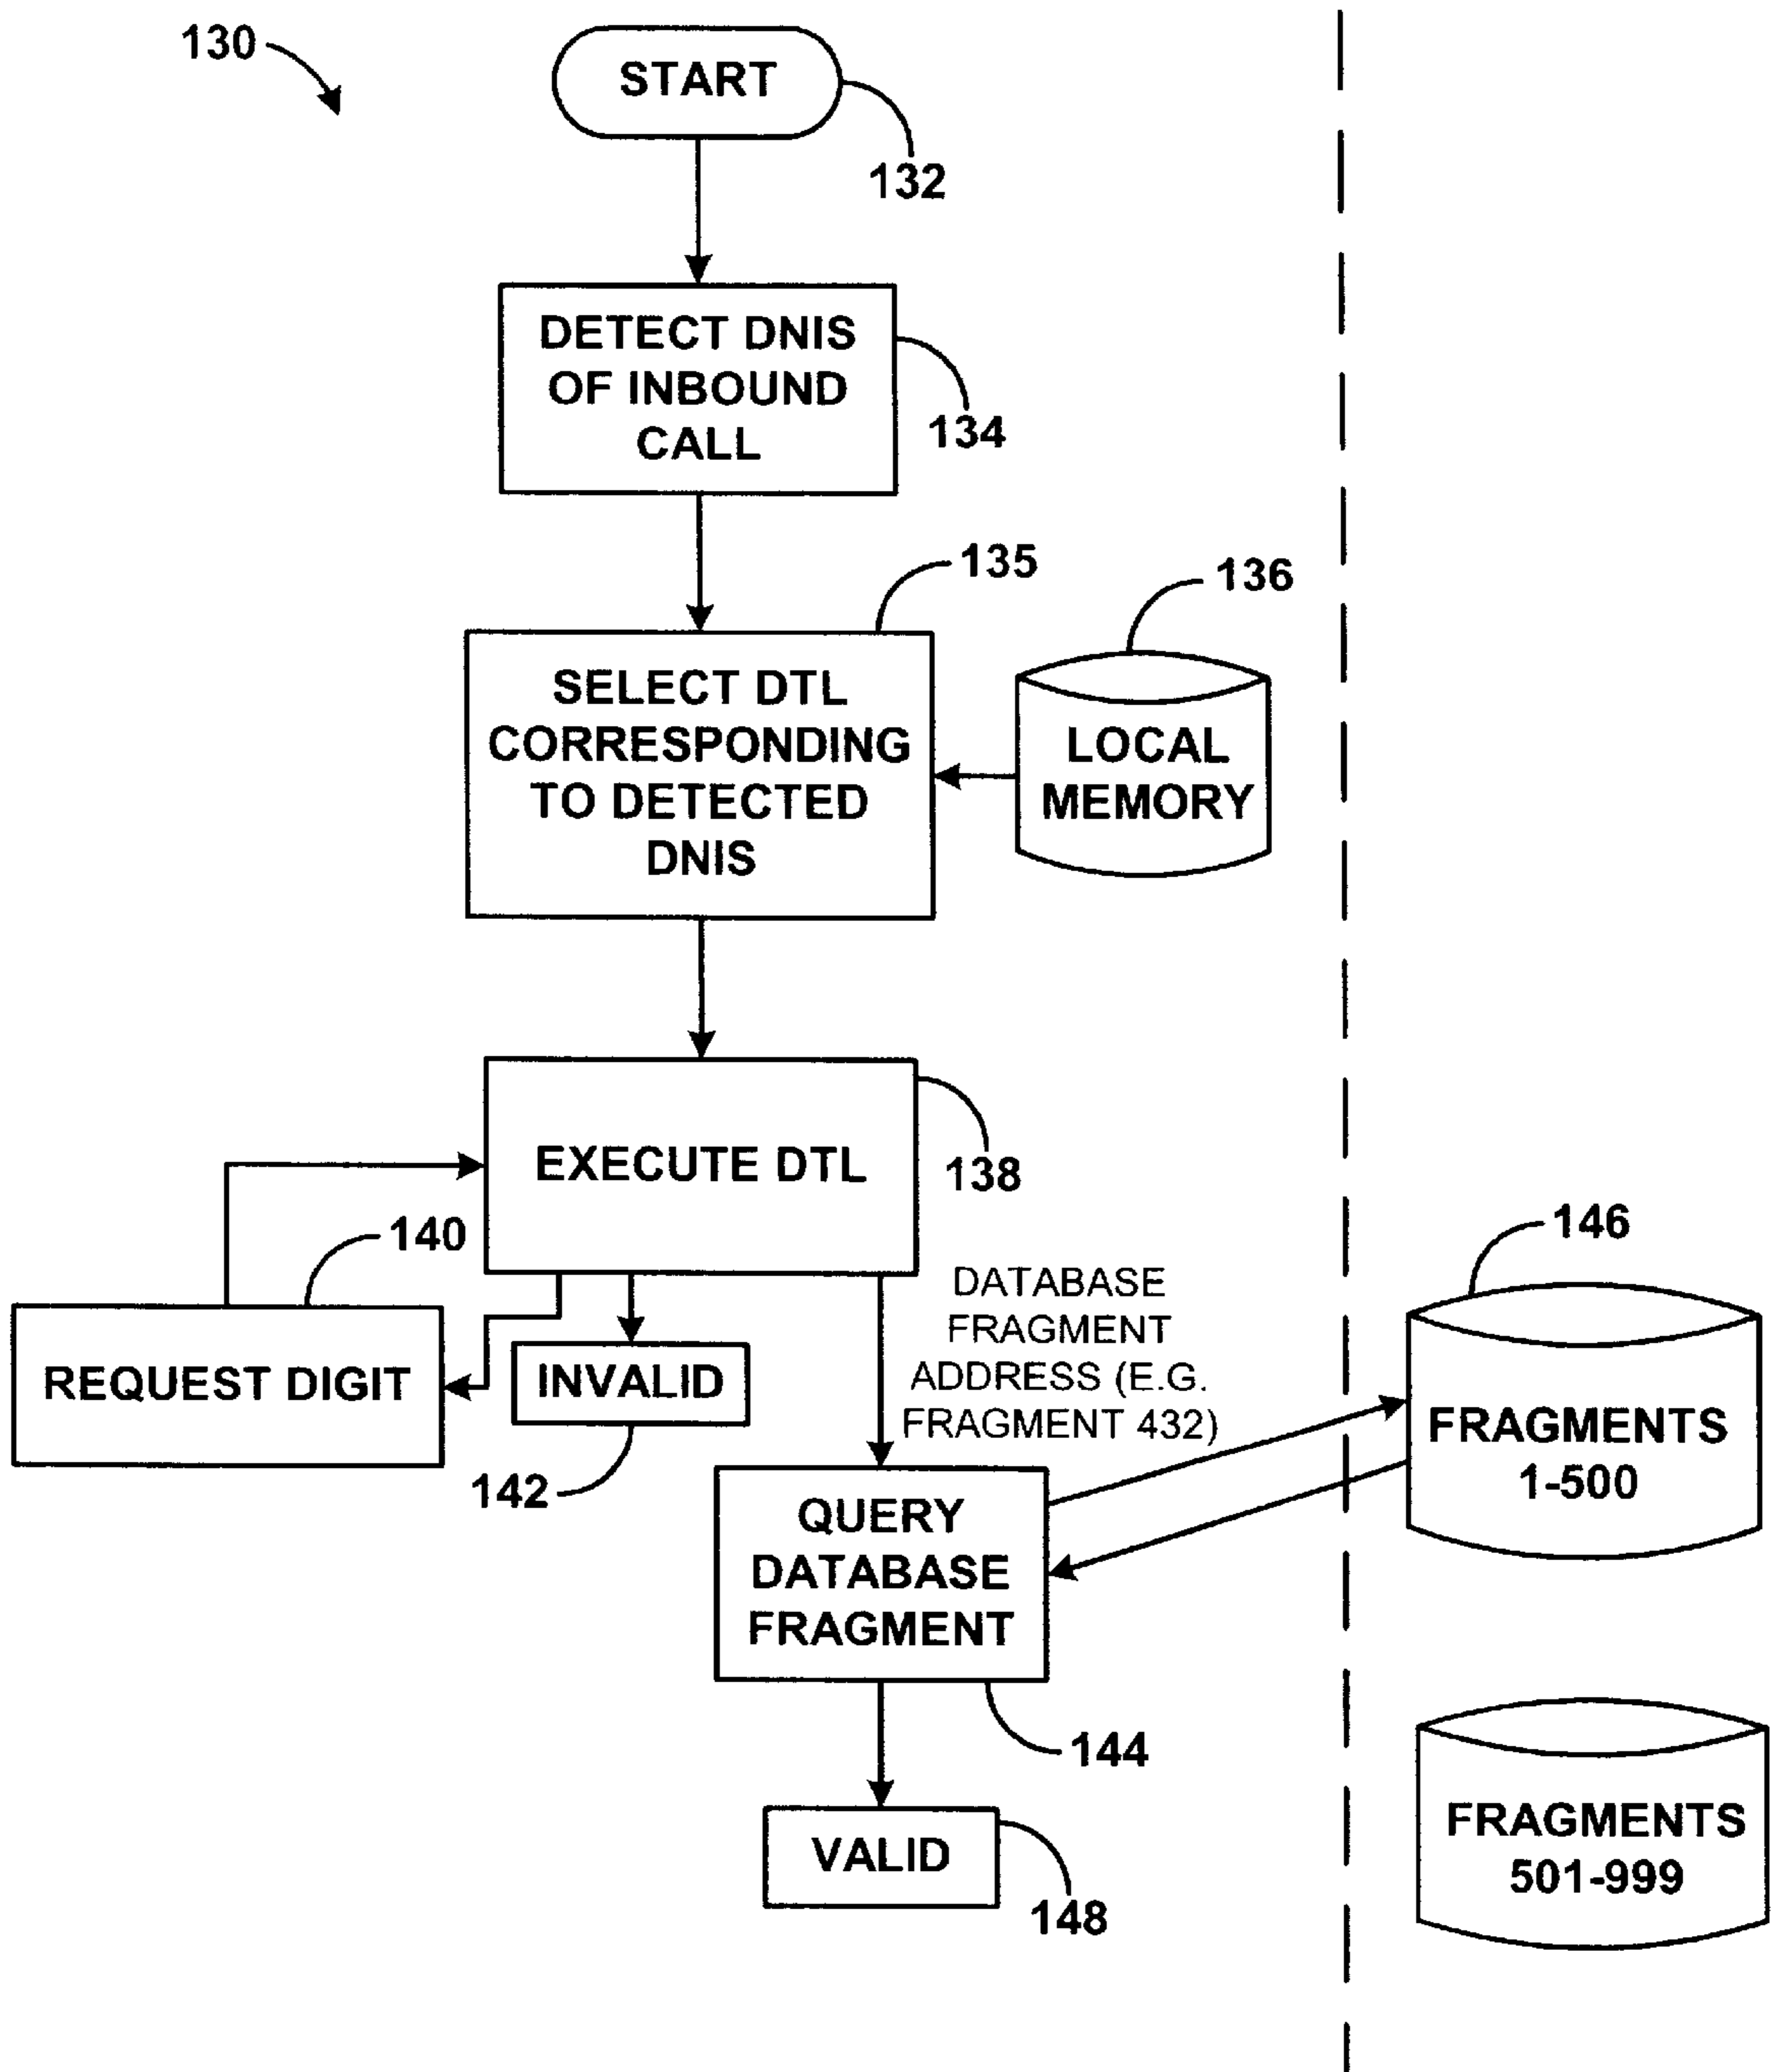 130
START
132
DETECT DNIS
OF INBOUND
CALL
134
135
136
SELECT DTL
CORRESPONDING
TO DETECTED
DNIS
LOCAL
MEMORY
EXECUTE DTL
138
140
REQUEST DIGIT
INVALID
142
DATABASE
FRAGMENT
ADDRESS (E.G.
FRAGMENT 432)
146
FRAGMENTS
1-500
QUERY
DATABASE
FRAGMENT
144
VALID
148
FRAGMENTS
501-999